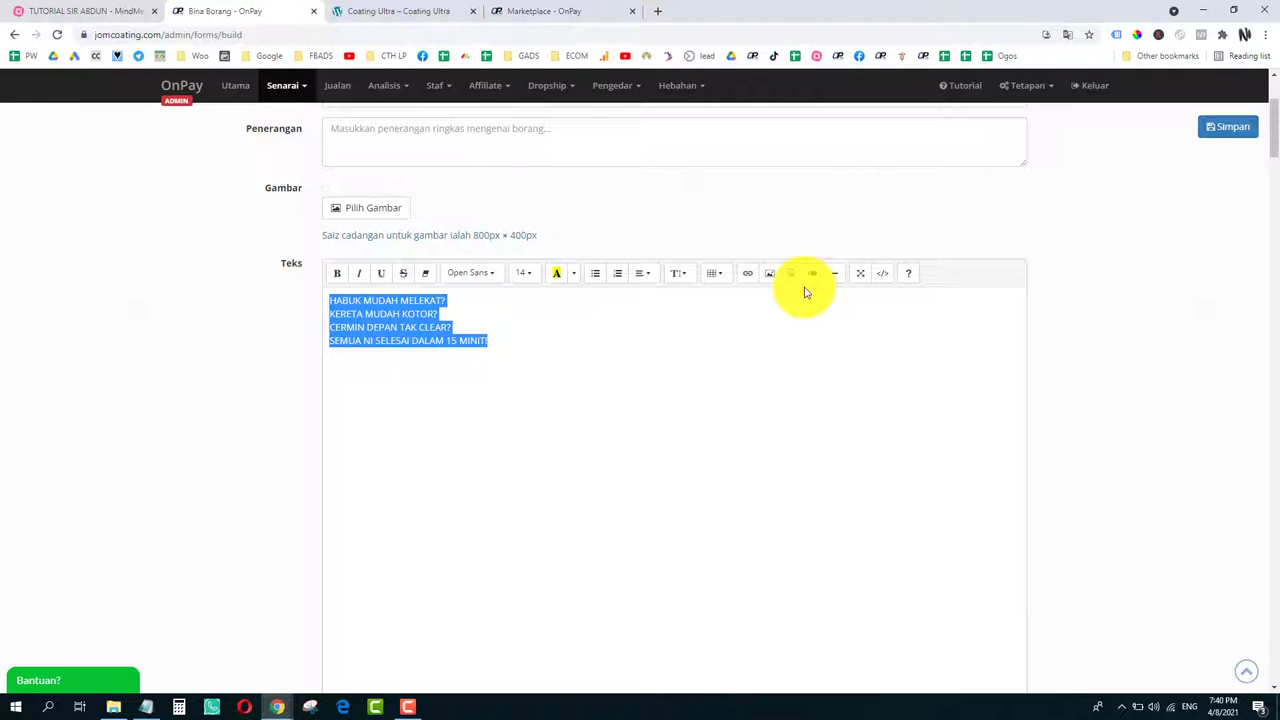 TUTORIAL SIR ABDUN - MindMe
Bina Borang - OnPay
Coating Ultra – Coating Ultra
Marketplace - OnPay
jomcoating.com/admin/forms/build
PW
Woo
Google
FBADS
CTH LP
GADS
ECOM
lead
Ogos
Other bookmarks
Reading list
OnPay
ADMIN
Utama
Senarai
Jualan
Analisis
Staf
Affiliate
Dropship
Pengedar
Hebahan
Tutorial
Tetapan
Keluar
Penerangan
Masukkan penerangan ringkas mengenai borang...
Simpan
Gambar
Pilih Gambar
Saiz cadangan untuk gambar ialah 800px × 400px
Teks
B I U S Open Sans 14 A </> ?
HABUK MUDAH MELEKAT?
KERETA MUDAH KOTOR?
CERMIN DEPAN TAK CLEAR?
SEMUA NI SELESAI DALAM 15 MINIT!
Bantuan?
ENG
7:40 PM
4/8/2021